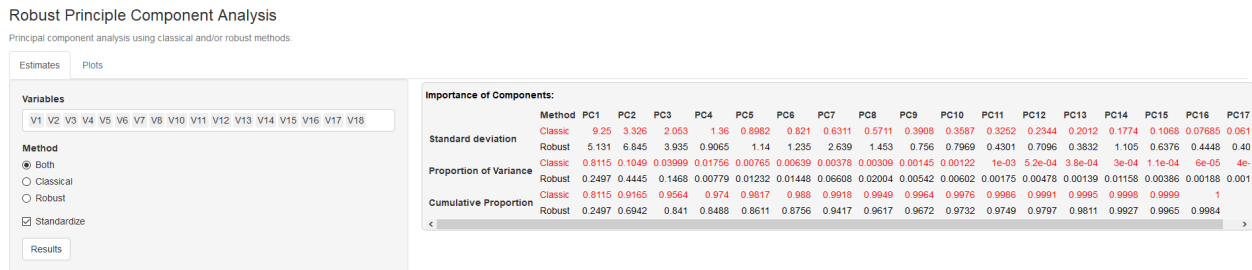 Robust Principle Component Analysis
Principal component analysis using classical and/or robust methods.
Estimates Plots
Variables
V1 V2 V3 V4 V5 V6 V7 V8 V10 V11 V12 V13 V14 V15 V16 V17 V18
Method
Both
Classical
Robust
Standardize
Results
Importance of Components:
Method PC1 PC2 PC3 PC4 PC5 PC6 PC7 PC8 PC9 PC10 PC11 PC12 PC13 PC14 PC15 PC16 PC17
Standard deviation
Classic 9.25 3.326 2.053 1.36 0.8982 0.821 0.6311 0.5711 0.3908 0.3587 0.3252 0.2344 0.2012 0.1774 0.1068 0.07685 0.061
Robust 5.131 6.845 3.935 0.9065 1.14 1.235 2.639 1.453 0.756 0.7969 0.4301 0.7096 0.3832 1.105 0.6376 0.4448 0.40
Proportion of Variance
Classic 0.8115 0.1049 0.03999 0.01756 0.00765 0.00639 0.00378 0.00309 0.00145 0.00122 1e-03 5.2e-04 3.8e-04 3e-04 1.1e-04 6e-05 4e-
Robust 0.2497 0.4445 0.1468 0.00779 0.01232 0.01448 0.06608 0.02004 0.00542 0.00602 0.00175 0.00478 0.00139 0.01158 0.00386 0.00188 0.001
Cumulative Proportion
Classic 0.8115 0.9165 0.9564 0.974 0.9817 0.988 0.9918 0.9949 0.9964 0.9976 0.9986 0.9991 0.9995 0.9998 0.9999 1
Robust 0.2497 0.6942 0.841 0.8488 0.8611 0.8756 0.9417 0.9617 0.9672 0.9732 0.9749 0.9797 0.9811 0.9927 0.9965 0.9984